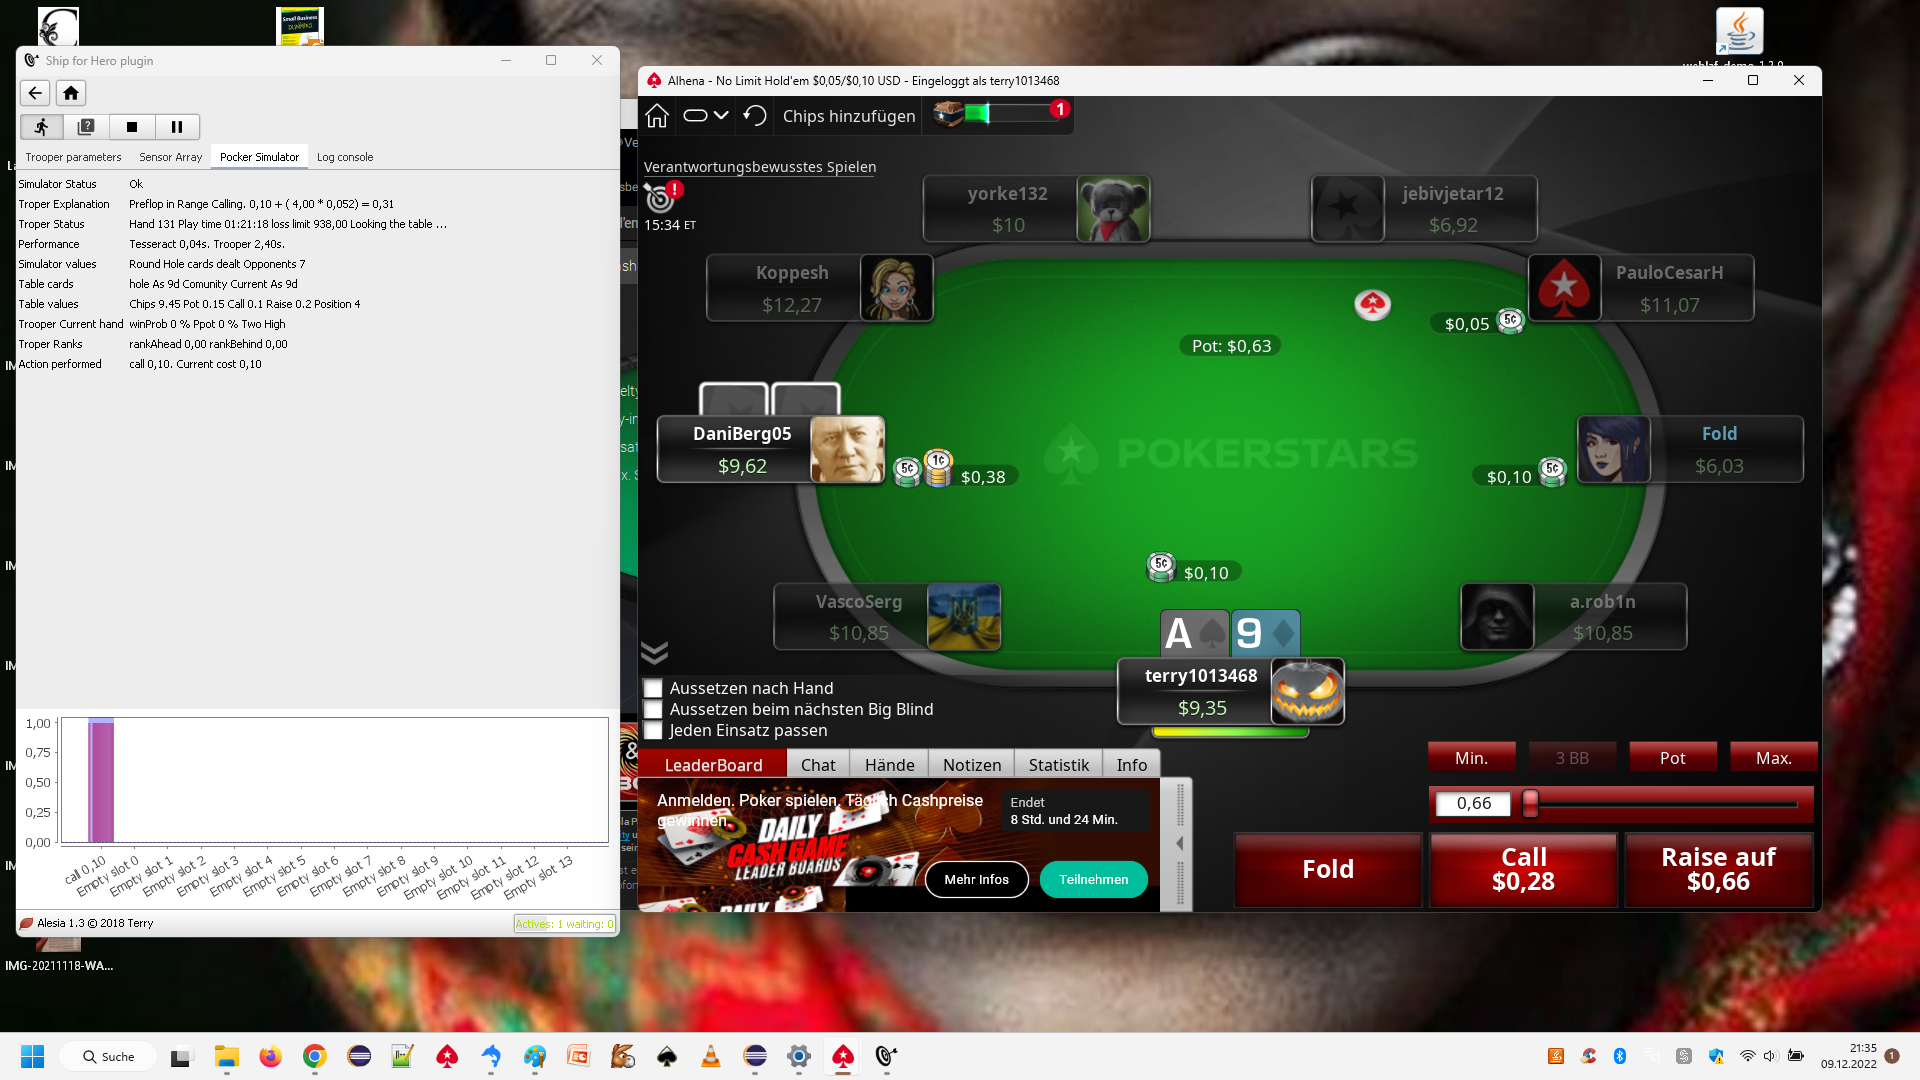 Small Business
DUMMIES
Ship for Hero plugin
Trooper parameters
Sensor Array
Pocker Simulator
Log console
Simulator Status Ok
Troper Explanation Preflop in Range Calling. 0,10 + ( 4,00 * 0,052) = 0,31
Troper Status Hand 131 Play time 01:21:18 loss limit 938,00 Looking the table ...
Performance Tesseract 0,04s. Trooper 2,40s.
Simulator values Round Hole cards dealt Opponents 7
Table cards hole As 9d Comunity Current As 9d
Table values Chips 9.45 Pot 0.15 Call 0.1 Raise 0.2 Position 4
Trooper Current hand winProb 0 % Ppot 0 % Two High
Troper Ranks rankAhead 0,00 rankBehind 0,00
Action performed call 0,10. Current cost 0,10
1,00
0,75
0,50
0,25
0,00
call 0,10
Empty slot 0
Empty slot 1
Empty slot 2
Empty slot 3
Empty slot 4
Empty slot 5
Empty slot 6
Empty slot 7
Empty slot 8
Empty slot 9
Empty slot 10
Empty slot 11
Empty slot 12
Empty slot 13
Alesia 1.3 © 2018 Terry
Actives: 1 waiting: 0
IMG-20211118-WA...
Alhena - No Limit Hold'em $0,05/$0,10 USD - Eingeloggt als terry1013468
Chips hinzufügen
1
Verantwortungsbewusstes Spielen
15:34 ET
yorke132
$10
jebivjetar12
$6,92
Koppesh
$12,27
PauloCesarH
$11,07
$0,05
5¢
Pot: $0,63
DaniBerg05
$9,62
5¢
1¢
$0,38
POKERSTARS
$0,10
5¢
Fold
$6,03
5¢
$0,10
VascoSerg
$10,85
A
9
a.rob1n
$10,85
terry1013468
$9,35
Aussetzen nach Hand
Aussetzen beim nächsten Big Blind
Jeden Einsatz passen
LeaderBoard
Chat
Hände
Notizen
Statistik
Info
Anmelden. Poker spielen. Täglich Cashpreise
gewinnen.
Endet
8 Std. und 24 Min.
DAILY
CASH GAME
LEADER BOARDS
Mehr Infos
Teilnehmen
DAILY
Min.
3 BB
Pot
Max.
0,66
Fold
Call
$0,28
Raise auf
$0,66
Suche
21:35
09.12.2022
1